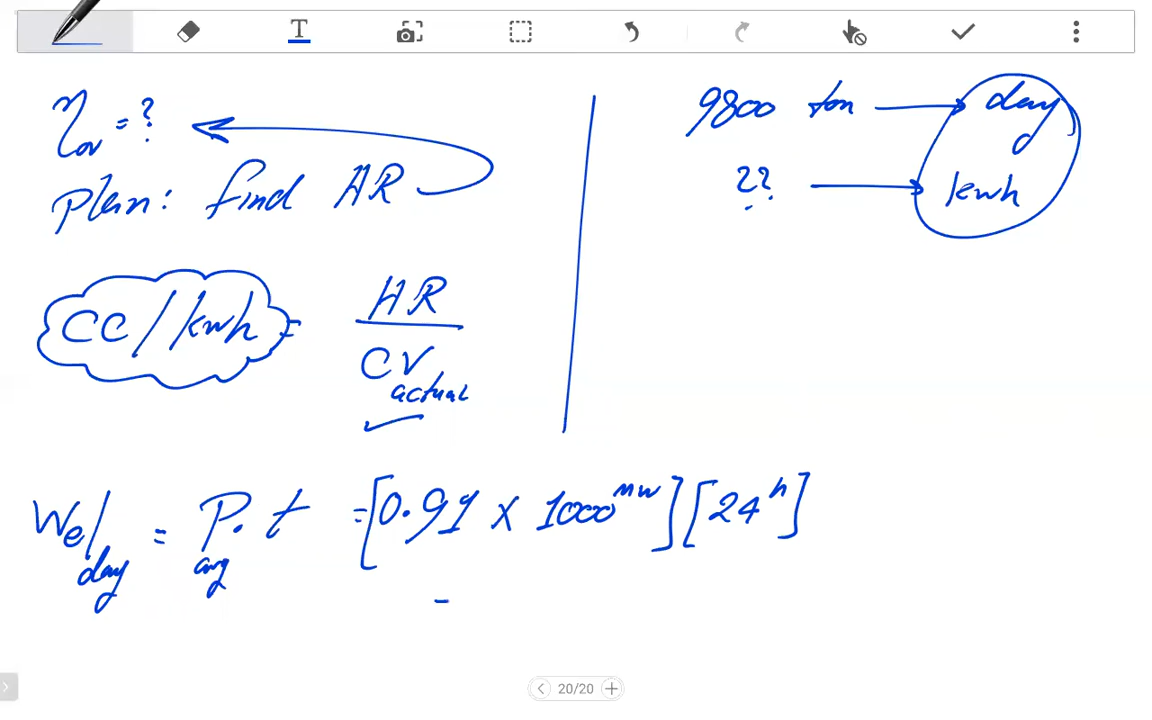 T
η_ov = ?
Plan: find HR
CC/kwh = HR / CV_actual
9800 ton → day
?? → kwh
We/day = P_avg . t = [0.91 × 1000 MW] [24 h]
=
20/20